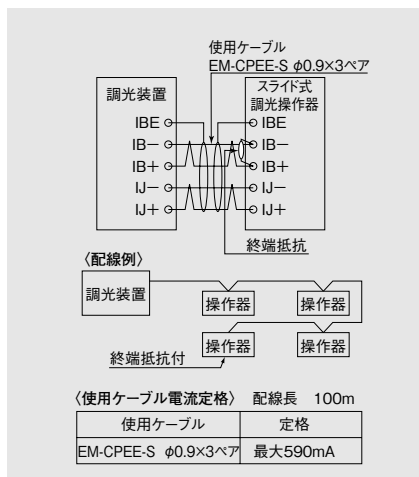 使用ケーブル
EM-CPEE-S φ0.9×3ペア
調光装置
スライド式
調光操作器
IBE
IBE
IB−
IB−
IB+
IB+
IJ−
IJ−
IJ+
IJ+
終端抵抗
〈配線例〉
調光装置
操作器
操作器
操作器
操作器
終端抵抗付
〈使用ケーブル電流定格〉 配線長 100m
使用ケーブル 定格
EM-CPEE-S φ0.9×3ペア 最大590mA